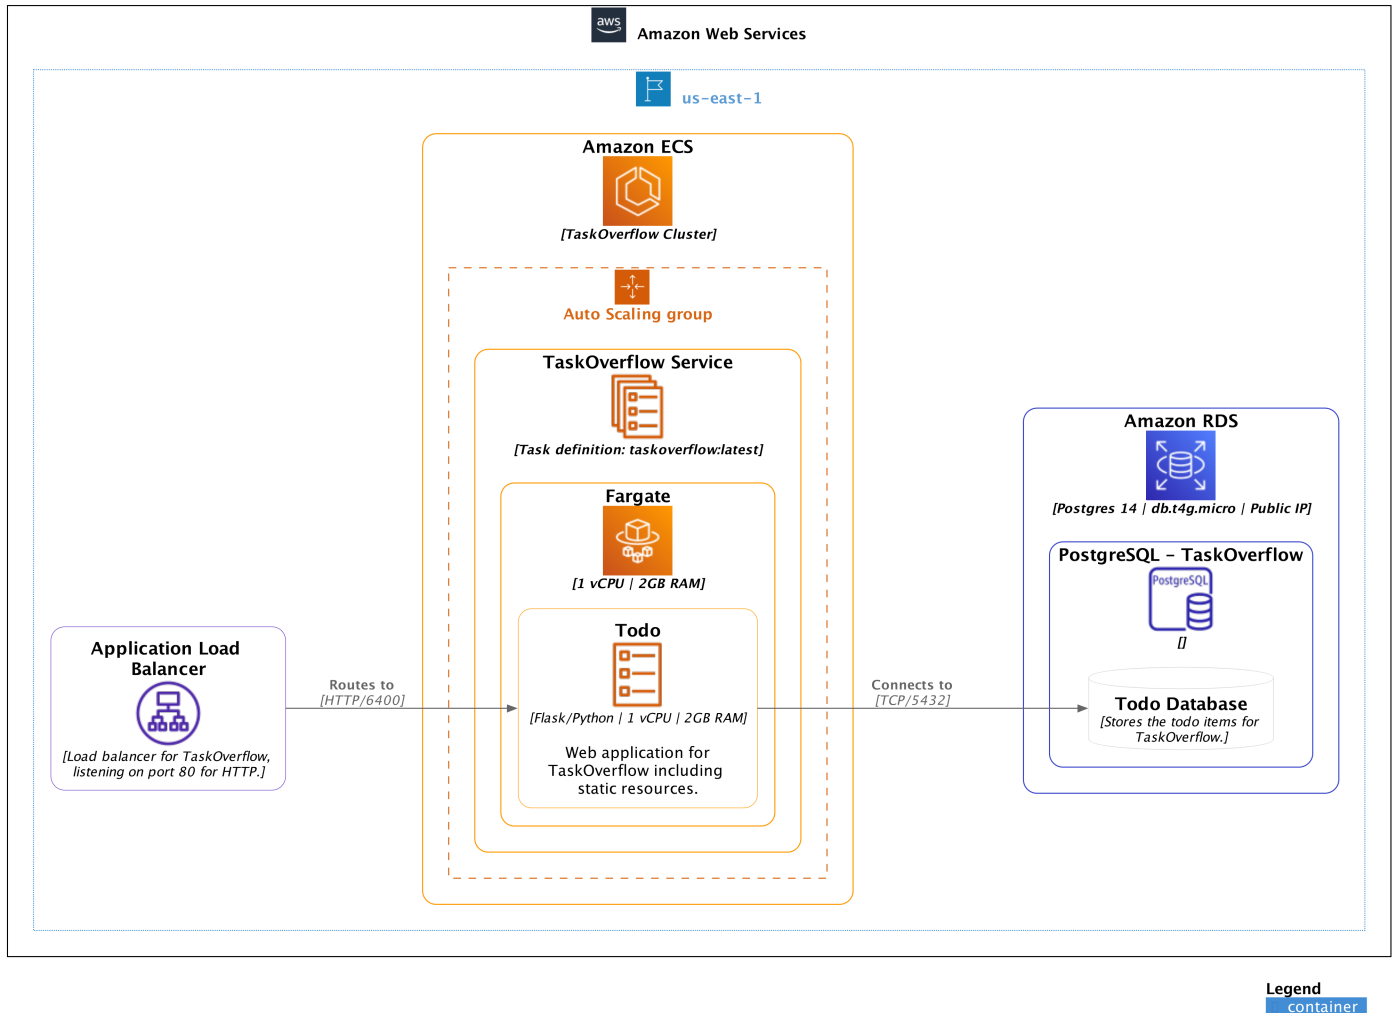 aws
Amazon Web Services
us-east-1
Amazon ECS
[TaskOverflow Cluster]
Auto Scaling group
TaskOverflow Service
[Task definition: taskoverflow:latest]
Fargate
[1 vCPU | 2GB RAM]
Todo
[Flask/Python | 1 vCPU | 2GB RAM]
Web application for
TaskOverflow including
static resources.
Application Load
Balancer
[Load balancer for TaskOverflow,
listening on port 80 for HTTP.]
Routes to
[HTTP/6400]
Connects to
[TCP/5432]
Amazon RDS
[Postgres 14 | db.t4g.micro | Public IP]
PostgreSQL - TaskOverflow
PostgreSQL
[]
Todo Database
[Stores the todo items for
TaskOverflow.]
Legend
container